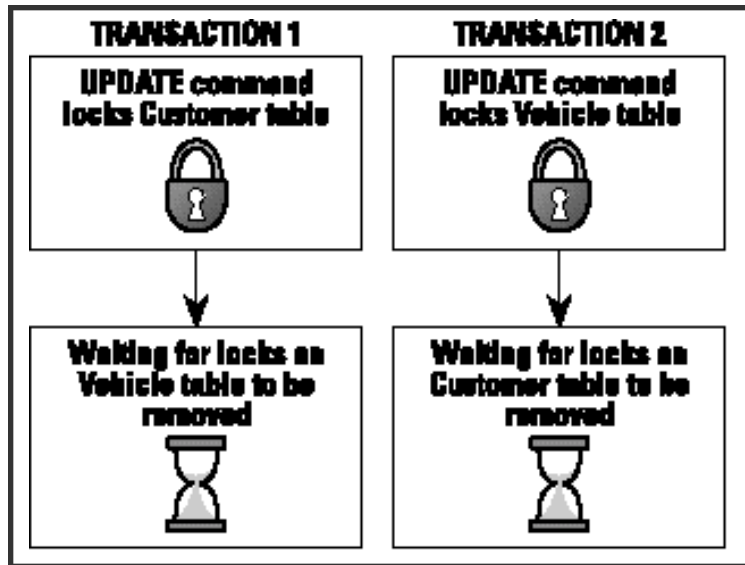 TRANSACTION 1
UPDATE command
locks Customer table
Waiting for locks on
Vehicle table to be
removed
TRANSACTION 2
UPDATE command
locks Vehicle table
Waiting for locks on
Customer table to be
removed